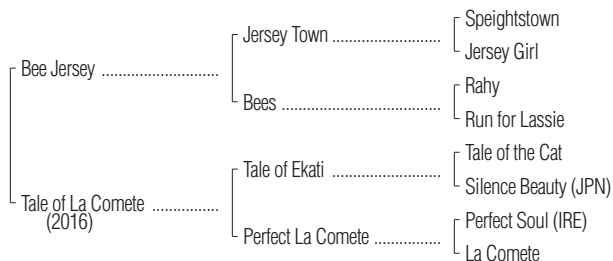 Speightstown
Jersey Town ....................
Jersey Girl
Bee Jersey ......................
Rahy
Bees ..............................
Run for Lassie
Tale of the Cat
Tale of Ekati ....................
Silence Beauty (JPN)
Tale of La Comete ............
(2016)
Perfect Soul (IRE)
Perfect La Comete ............
La Comete